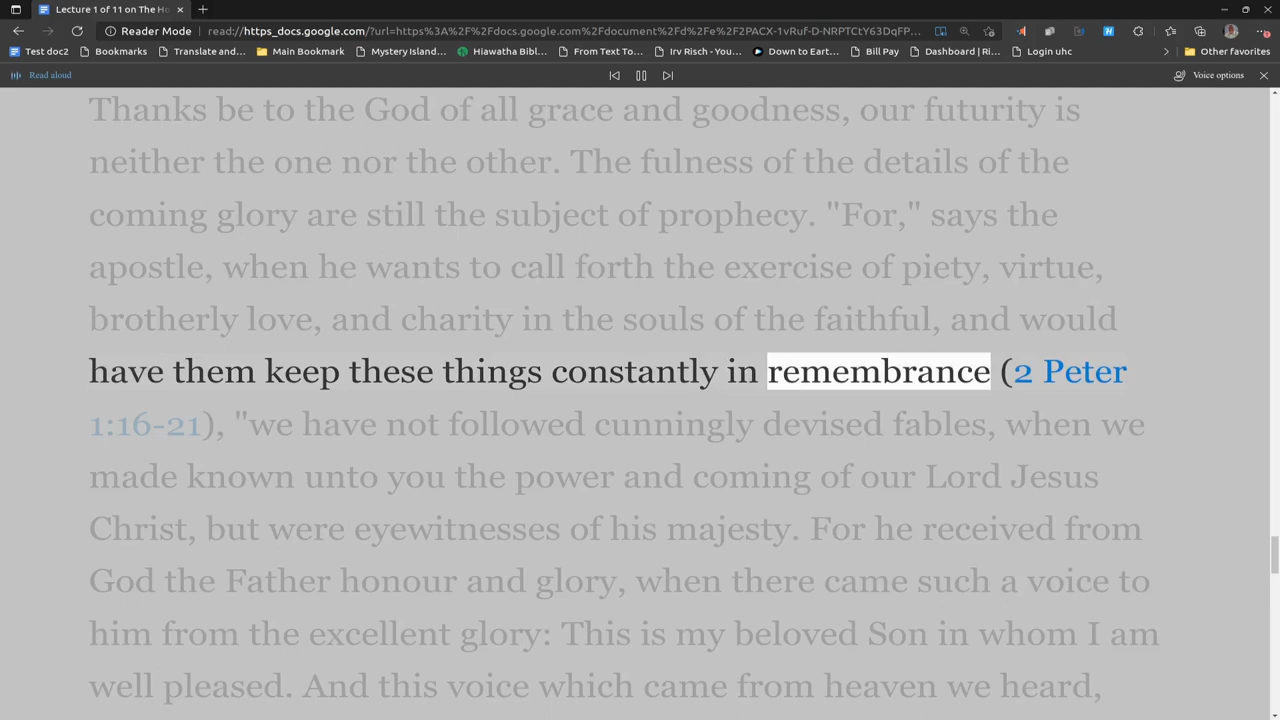 Lecture 1 of 11 on The Ho
Reader Mode
read://https_docs.google.com/?url=https%3A%2F%2Fdocs.google.com%2Fdocument%2Fd%2Fe%2F2PACX-1vRuf-D-NRPTCtY63DqFP...
Test doc2
Bookmarks
Translate and...
Main Bookmark
Mystery Island...
Hiawatha Bibl...
From Text To...
Irv Risch - You...
Down to Eart...
Bill Pay
Dashboard | Ri...
Login uhc
Other favorites
Read aloud
Voice options
Thanks be to the God of all grace and goodness, our futurity is
neither the one nor the other. The fulness of the details of the
coming glory are still the subject of prophecy. "For," says the
apostle, when he wants to call forth the exercise of piety, virtue,
brotherly love, and charity in the souls of the faithful, and would
have them keep these things constantly in remembrance (2 Peter
1:16-21), "we have not followed cunningly devised fables, when we
made known unto you the power and coming of our Lord Jesus
Christ, but were eyewitnesses of his majesty. For he received from
God the Father honour and glory, when there came such a voice to
him from the excellent glory: This is my beloved Son in whom I am
well pleased. And this voice which came from heaven we heard,